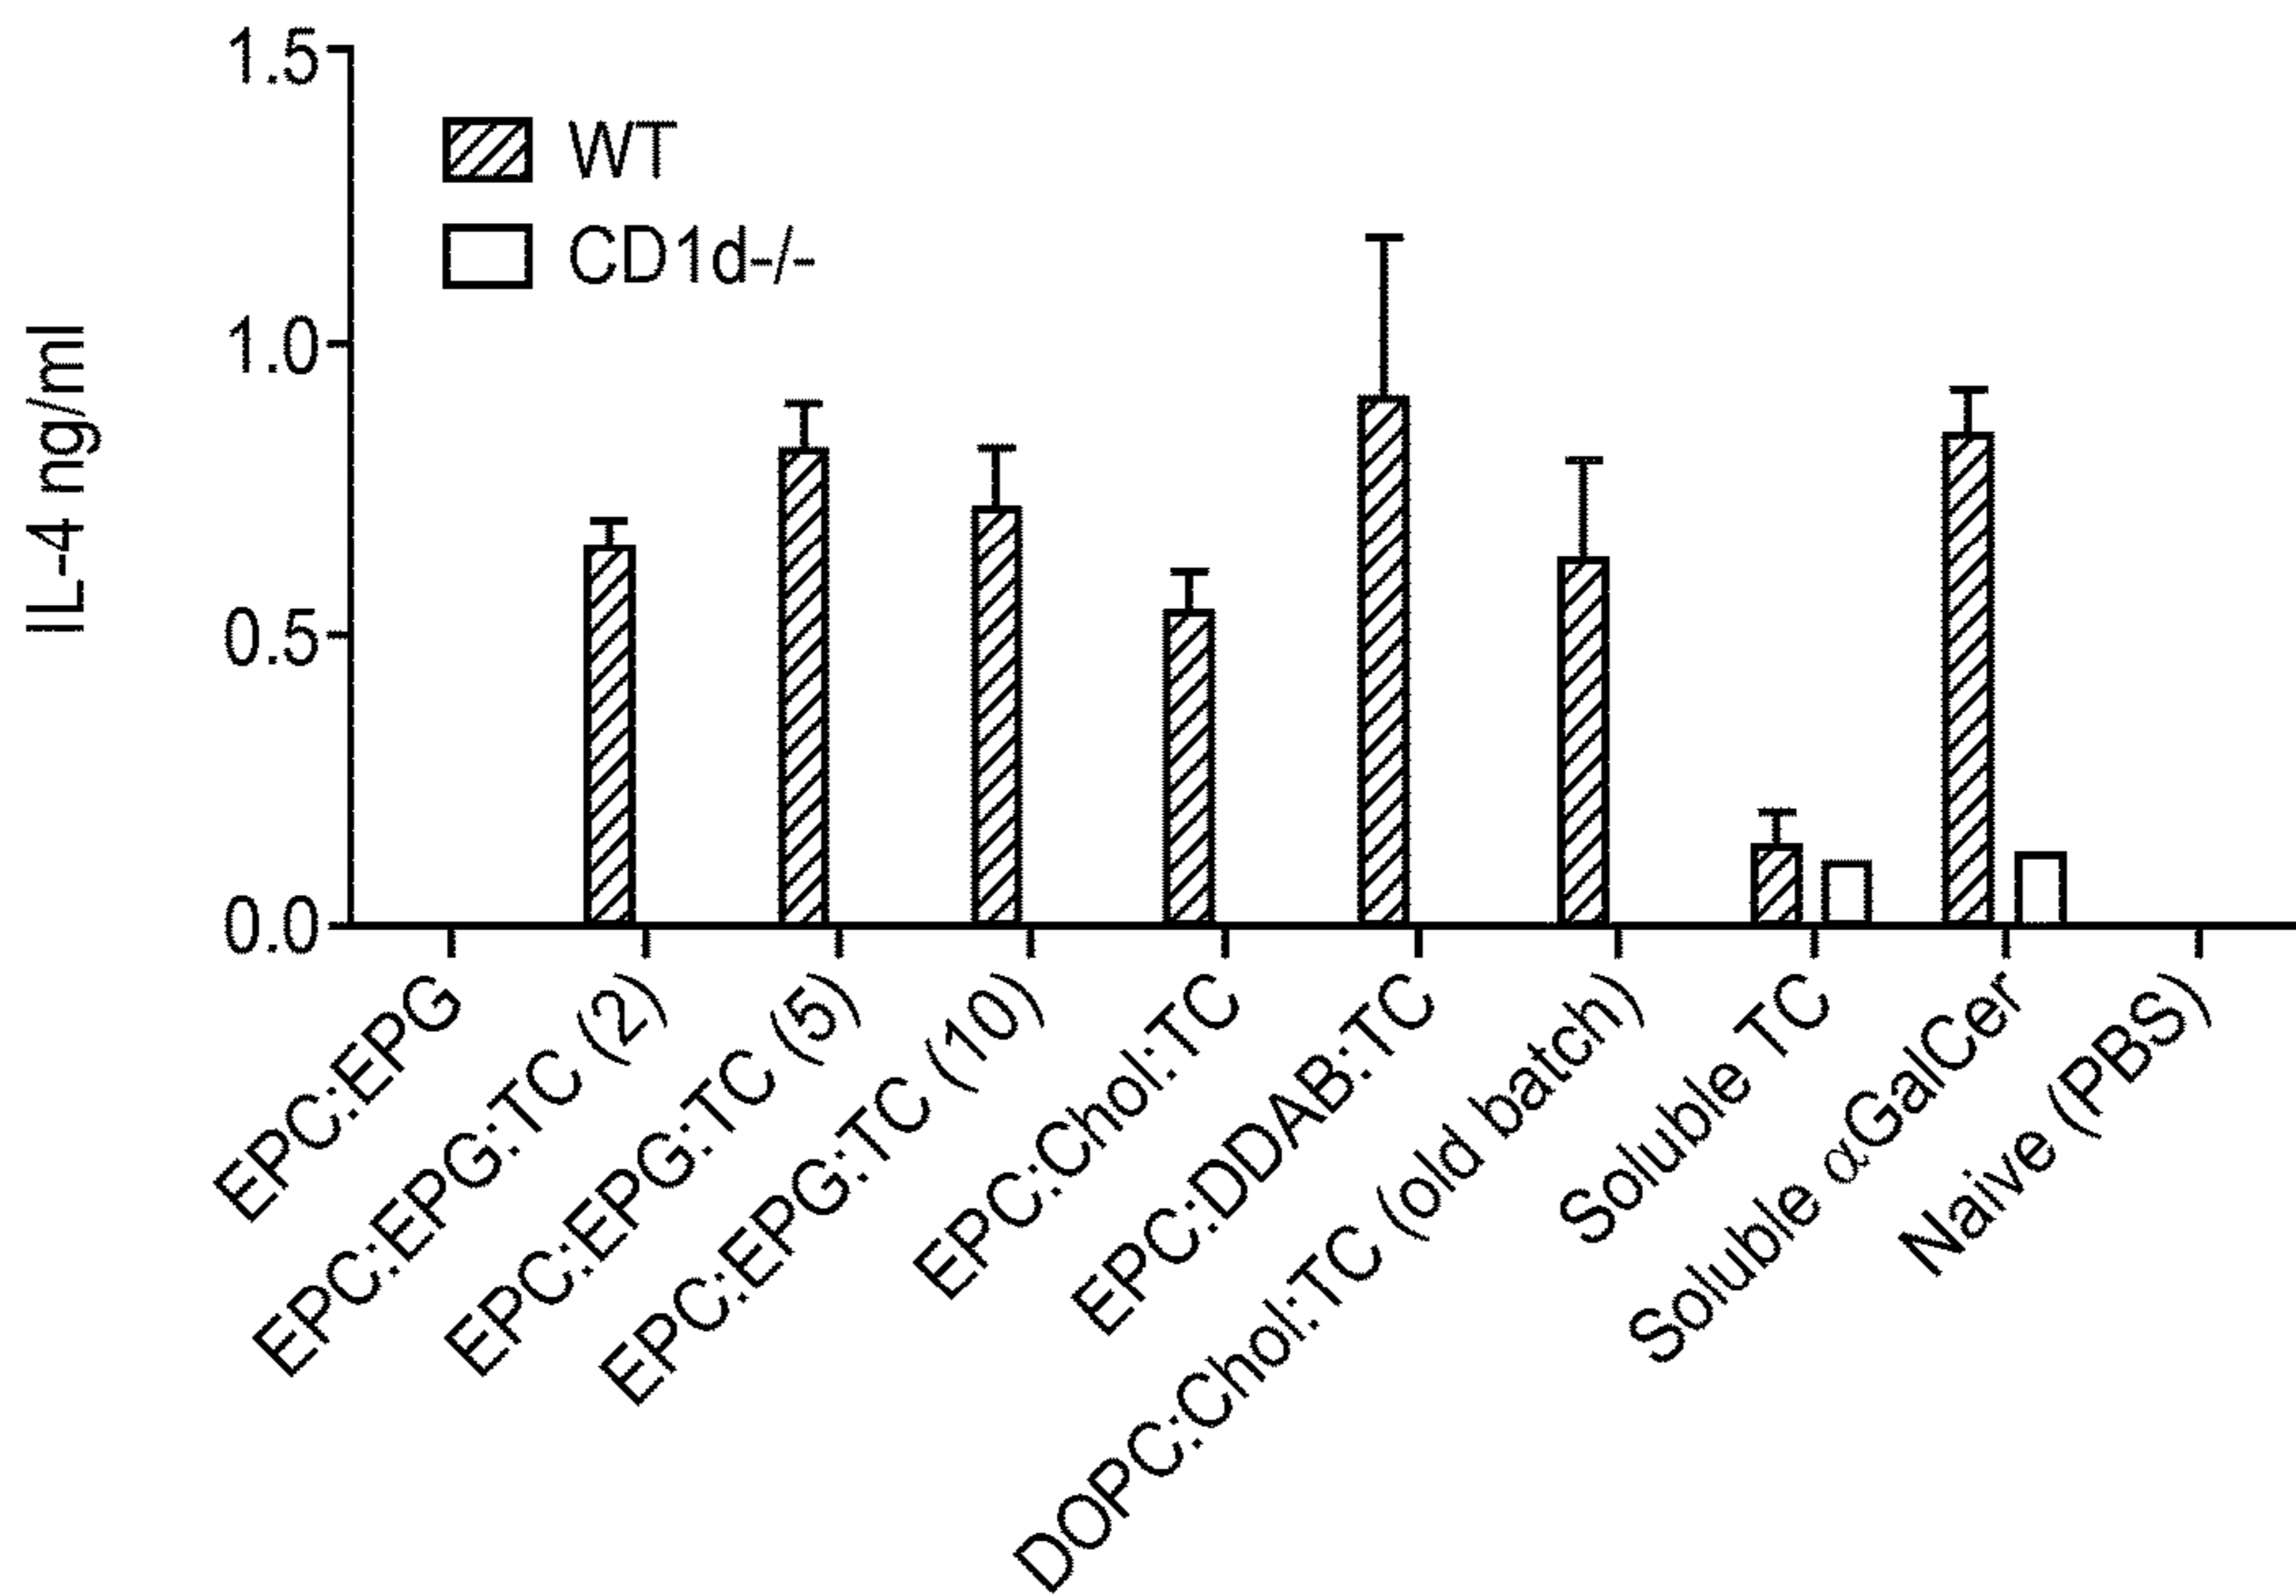 1.5
WT
CD1d-/-
1.0
IL-4 ng/ml
0.5
0.0
EPC:EPG
EPC:EPG:TC (2)
EPC:EPG:TC (5)
EPC:EPG:TC (10)
EPC:Chol:TC
EPC:DDAB:TC
DOPC:Chol:TC (old batch)
Soluble TC
Soluble αGalCer
Naive (PBS)